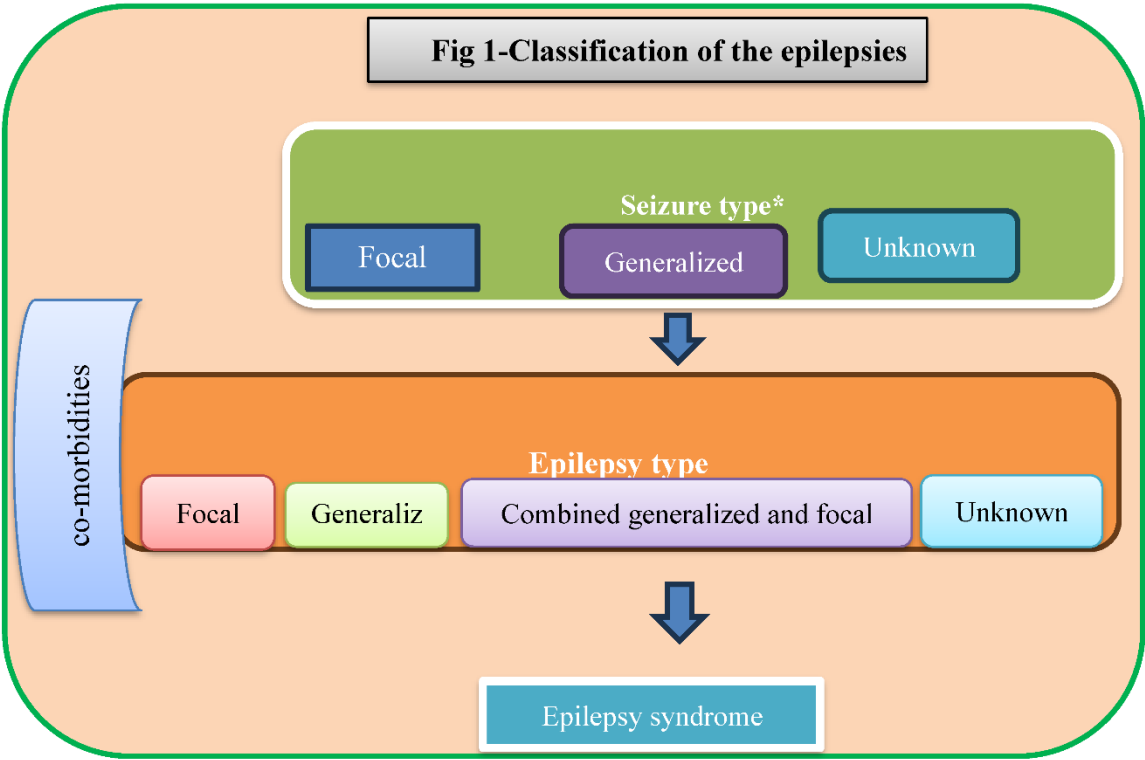 Fig 1-Classification of the epilepsies
Seizure type*
Focal
Generalized
Unknown
co-morbidities
Epilepsy type
Focal
Generaliz
Combined generalized and focal
Unknown
Epilepsy syndrome